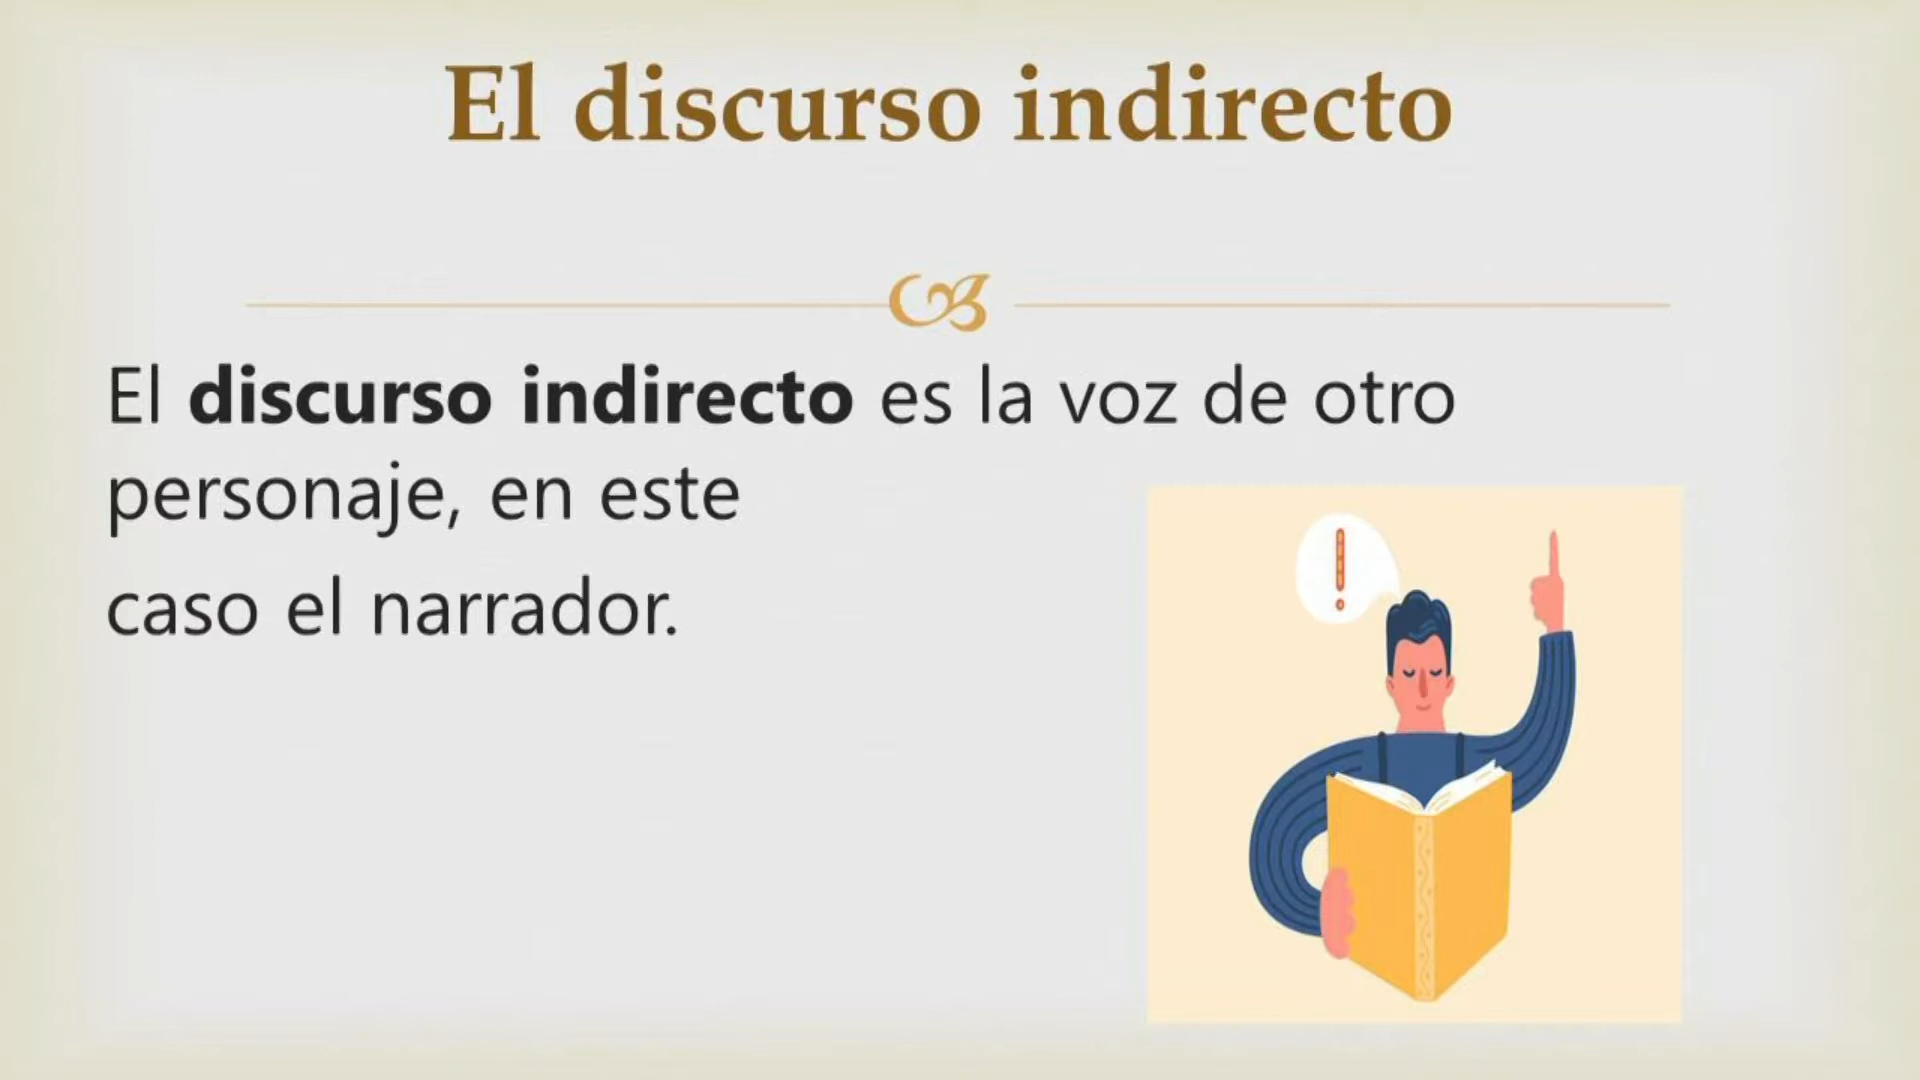 El discurso indirecto
El discurso indirecto es la voz de otro
personaje, en este
caso el narrador.
!